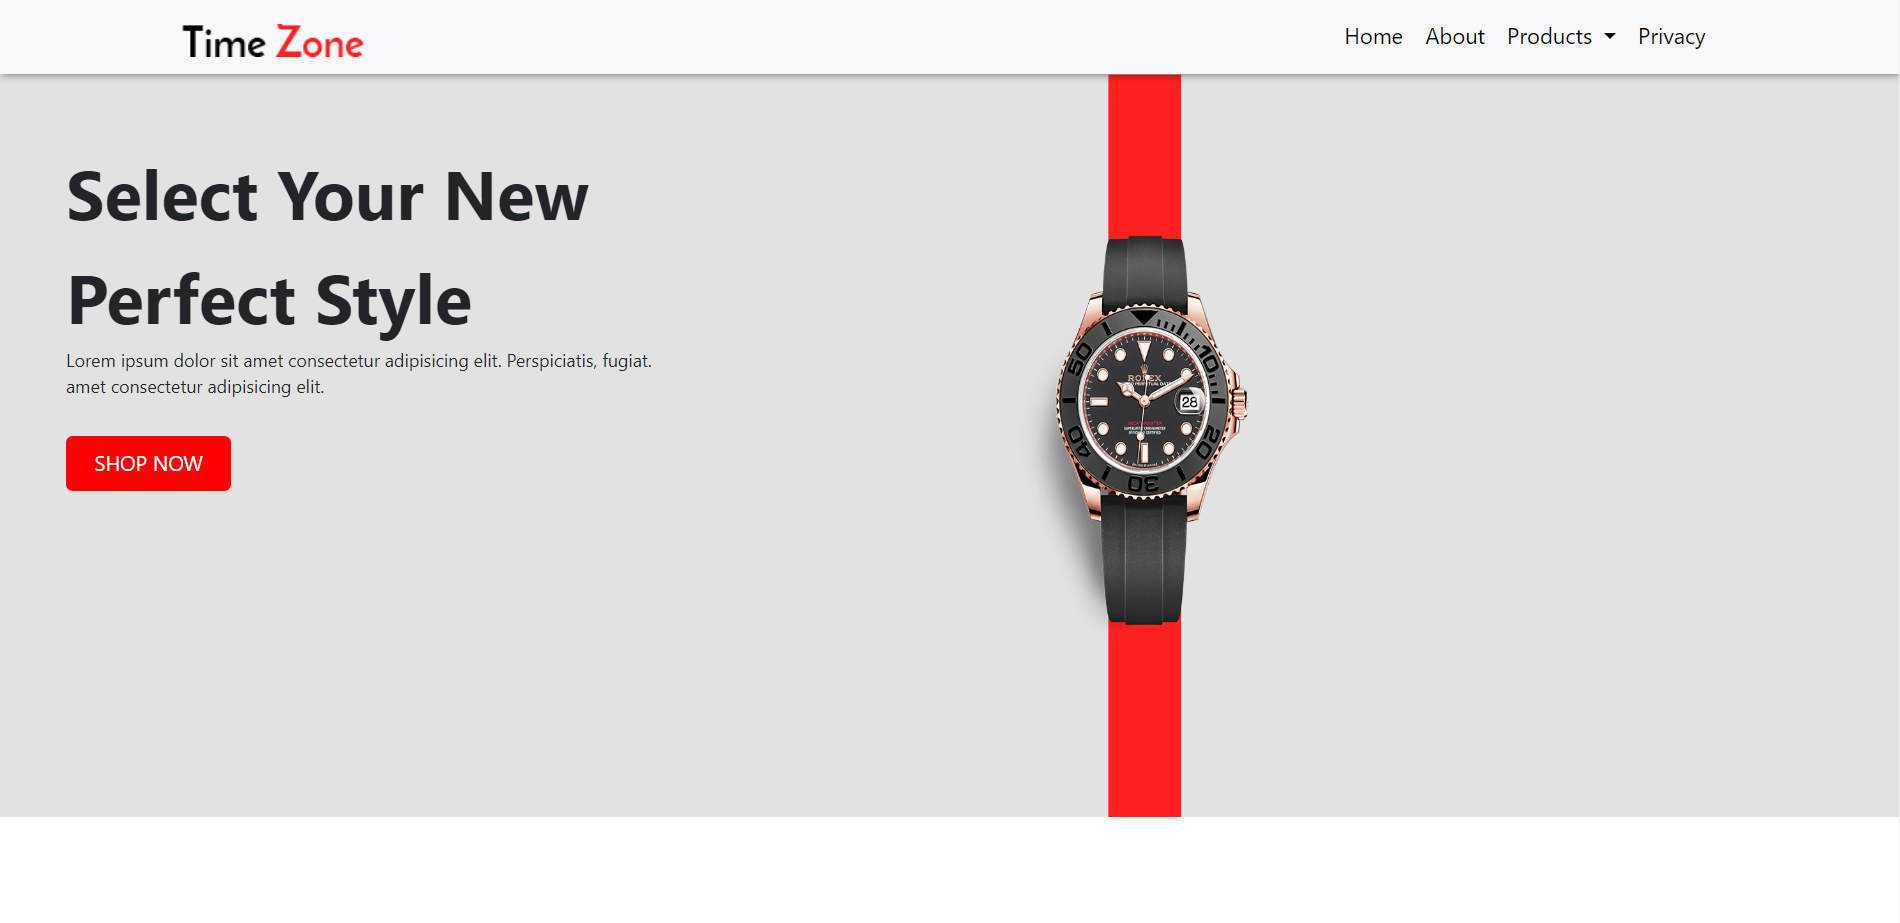 Time Zone
Home About Products Privacy
Select Your New
Perfect Style
Lorem ipsum dolor sit amet consectetur adipisicing elit. Perspiciatis, fugiat.
amet consectetur adipisicing elit.
SHOP NOW
ROLEX
28
10
20
30
40
50